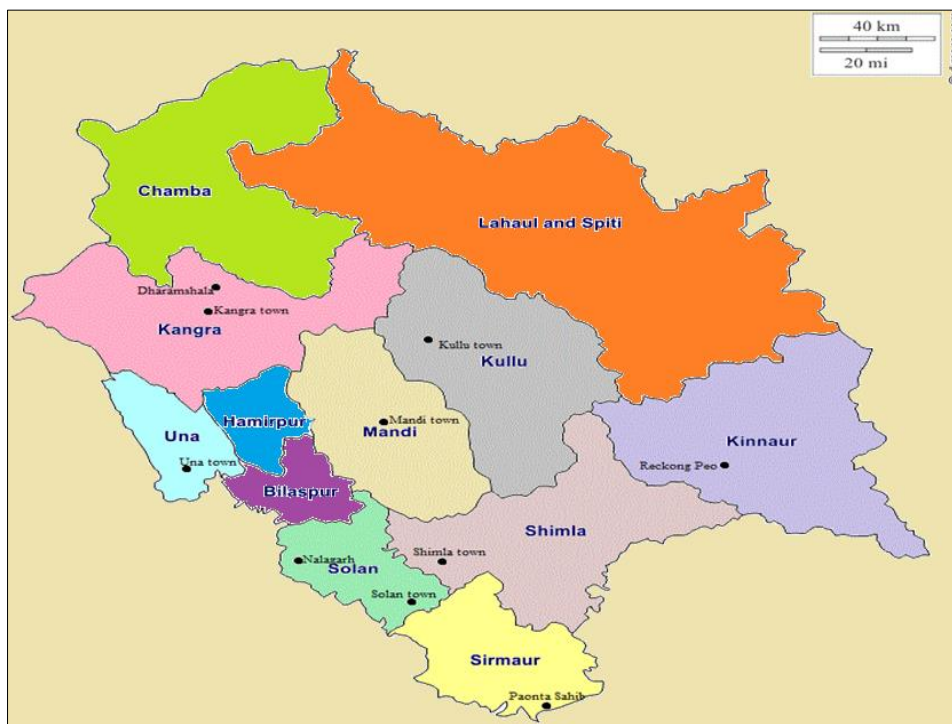 40 km
20 mi
Chamba
Lahaul and Spiti
Dharamshala
Kangra town
Kangra
Kullu town
Kullu
Hamirpur
Mandi town
Mandi
Una
Una town
Kinnaur
Reckong Peo
Bilaspur
Shimla
Shimla town
Nalagarh
Solan
Solan town
Sirmaur
Paonta Sahib